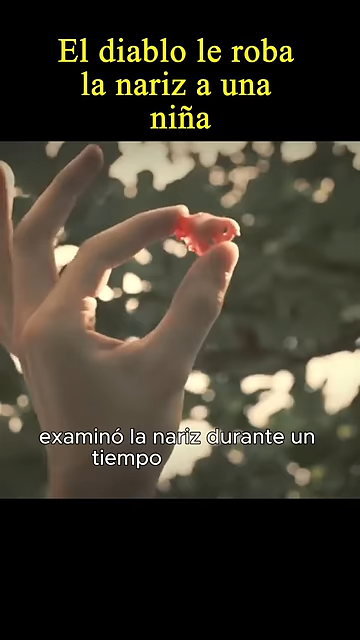 El diablo le roba
la nariz a una
niña
examinó la nariz durante un
tiempo